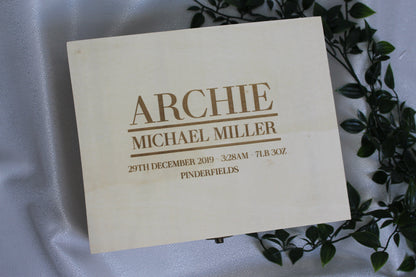 ARCHIE
MICHAEL MILLER
29TH DECEMBER 2019 · 3:28AM · 7LB 3OZ
PINDERFIELDS